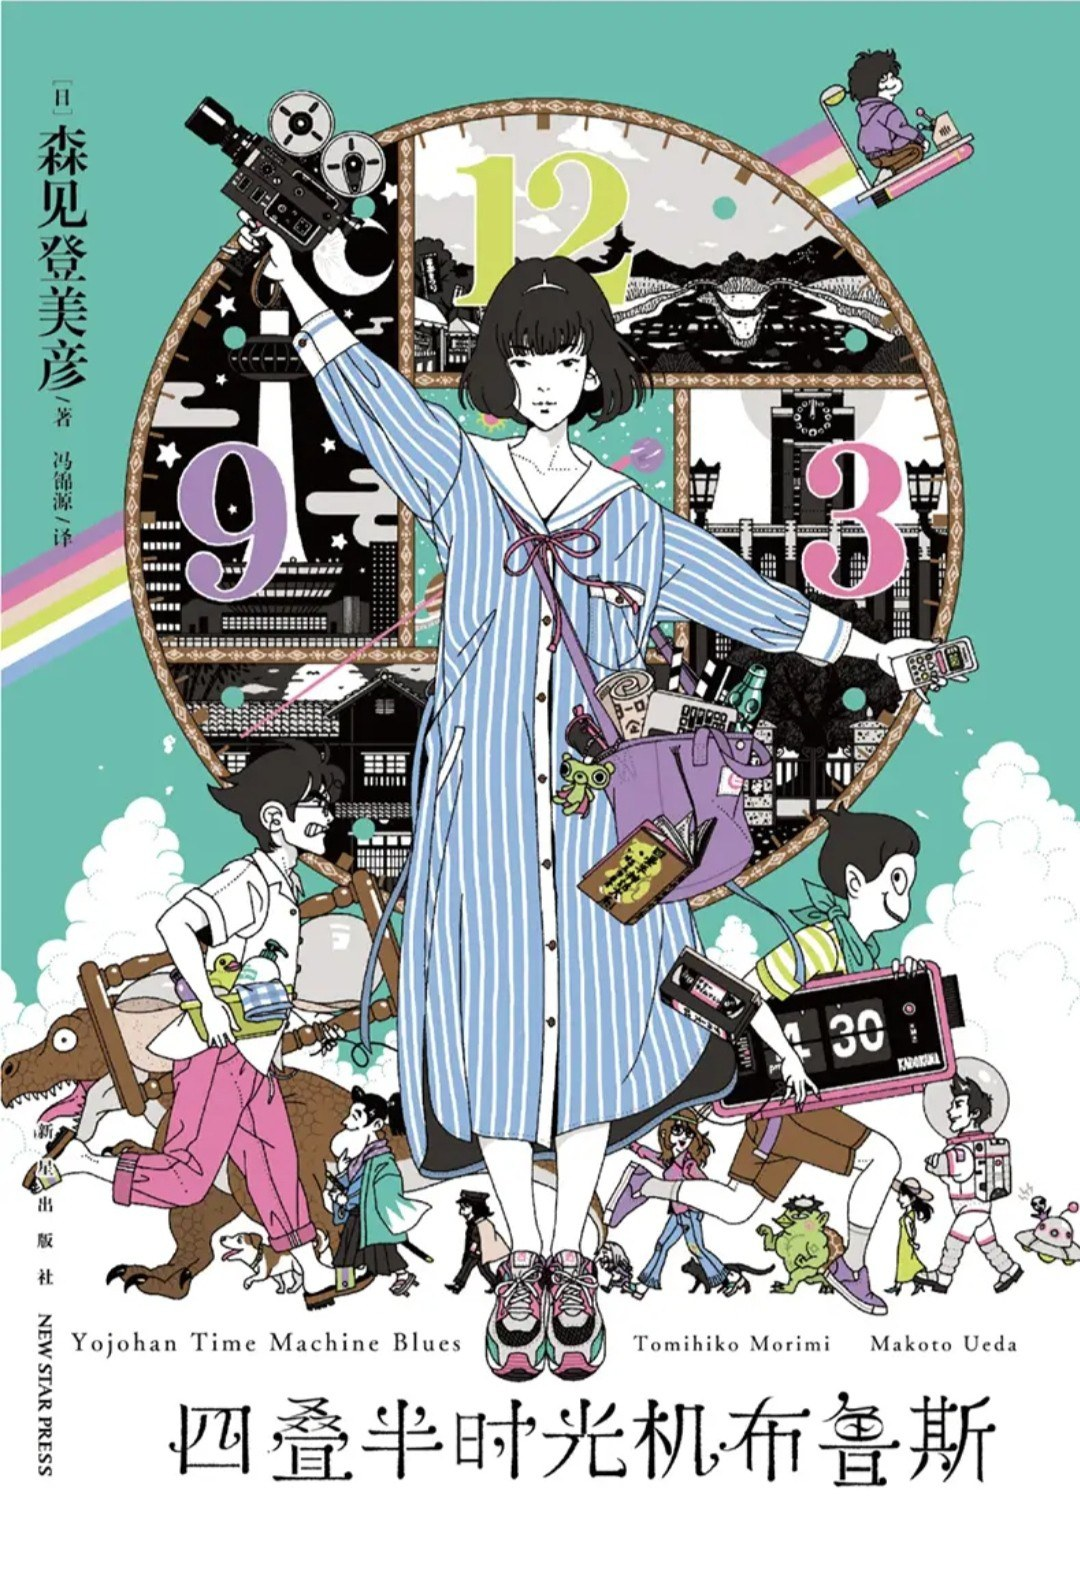 [日]
森见登美彦/著
冯锦源/译
12
9
3
30
KADOKAWA
新星出版社
NEW STAR PRESS
Yojohan Time Machine Blues
Tomihiko Morimi
Makoto Ueda
四叠半时光机布鲁斯